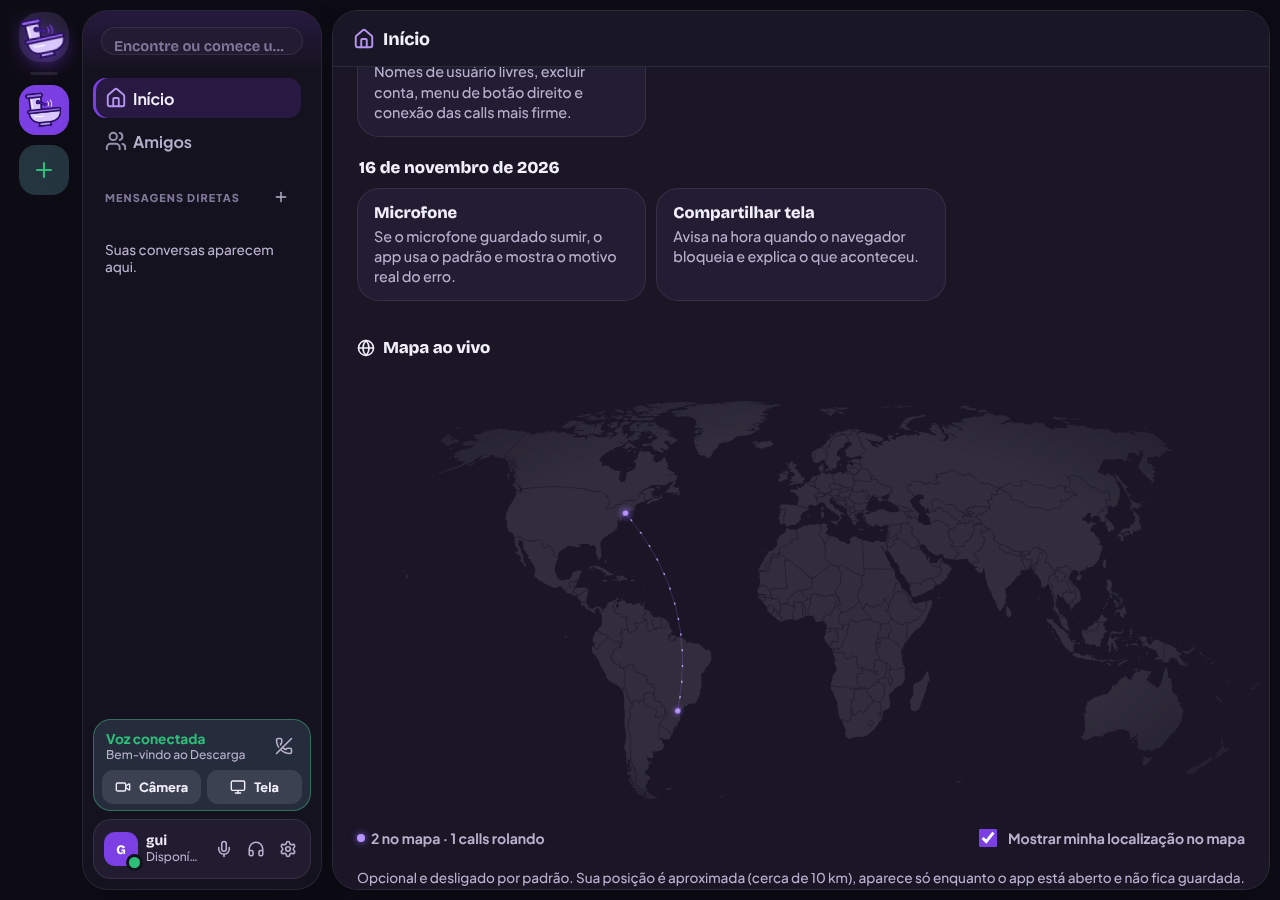 Encontre ou comece u...
Início
Amigos
MENSAGENS DIRETAS
Suas conversas aparecem
aqui.
Voz conectada
Bem-vindo ao Descarga
Câmera
Tela
G
gui
Disponí...
Início
Nomes de usuário livres, excluir
conta, menu de botão direito e
conexão das calls mais firme.
16 de novembro de 2026
Microfone
Se o microfone guardado sumir, o
app usa o padrão e mostra o motivo
real do erro.
Compartilhar tela
Avisa na hora quando o navegador
bloqueia e explica o que aconteceu.
Mapa ao vivo
2 no mapa · 1 calls rolando
Mostrar minha localização no mapa
Opcional e desligado por padrão. Sua posição é aproximada (cerca de 10 km), aparece só enquanto o app está aberto e não fica guardada.